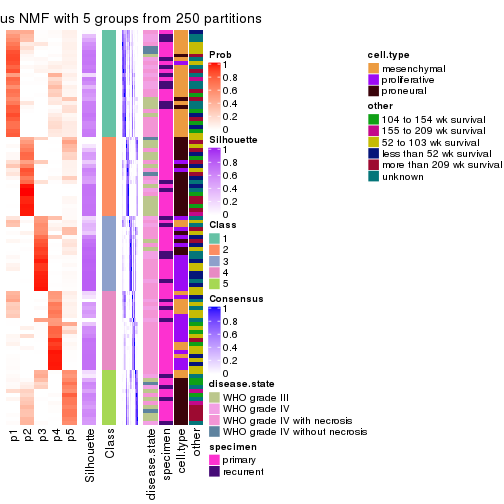 us NMF with 5 groups from 250 partitions
p1
p2
p3
p4
p5
Silhouette
Class
disease.state
specimen
cell.type
other
Prob
1
0.8
0.6
0.4
0.2
0
Silhouette
1
0.8
0.6
0.4
0.2
0
Class
1
2
3
4
5
Consensus
1
0.8
0.6
0.4
0.2
0
disease.state
WHO grade III
WHO grade IV
WHO grade IV with necrosis
WHO grade IV without necrosis
specimen
primary
recurrent
cell.type
mesenchymal
proliferative
proneural
other
104 to 154 wk survival
155 to 209 wk survival
52 to 103 wk survival
less than 52 wk survival
more than 209 wk survival
unknown